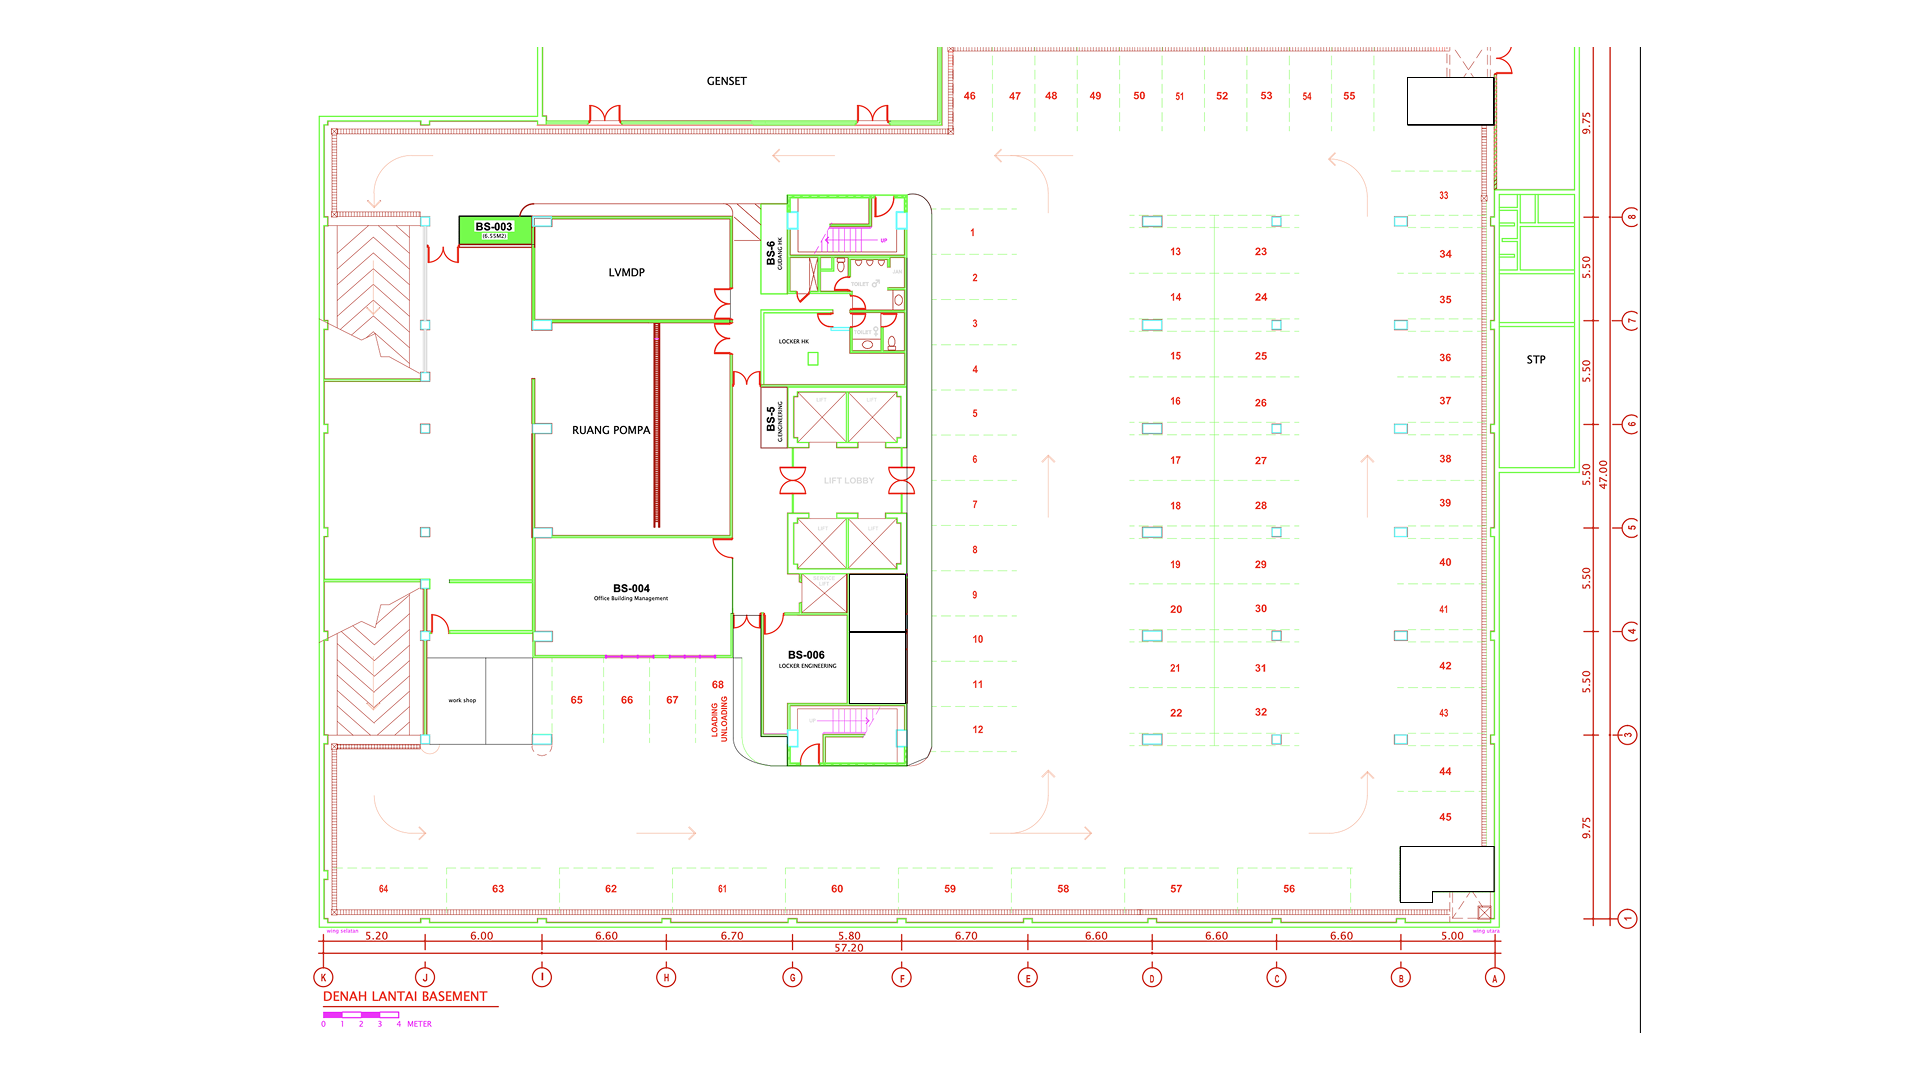 GENSET
46 47 48 49 50 51 52 53 54 55
9.75
33
8
BS-003
(6.55M2)
BS-6
GUDANG HK
UP
LVMDP
JAN
TOILET
1
13 23
34
5.50
2
14 24
35
7
3
TOILET
LOCKER HK
15 25
36
STP
4
5.50
16 26
37
BS-5
G.ENGINEERING
LIFT LIFT
5
6
RUANG POMPA
6
17 27
38
5.50
47.00
LIFT LOBBY
7
18 28
39
5
LIFT LIFT
8
19 29
40
5.50
SERVICE
LIFT
BS-004
Office Building Management
9
20 30
41
4
10
BS-006
LOCKER ENGINEERING
21 31
42
5.50
11
work shop
65 66 67 68
LOADING
UNLOADING
22 32
43
UP
12
3
44
45
9.75
64 63 62 61 60 59 58 57 56
1
wing selatan
wing utara
5.20 6.00 6.60 6.70 5.80 6.70 6.60 6.60 6.60 5.00
57.20
K J I H G F E D C B A
DENAH LANTAI BASEMENT
0 1 2 3 4 METER